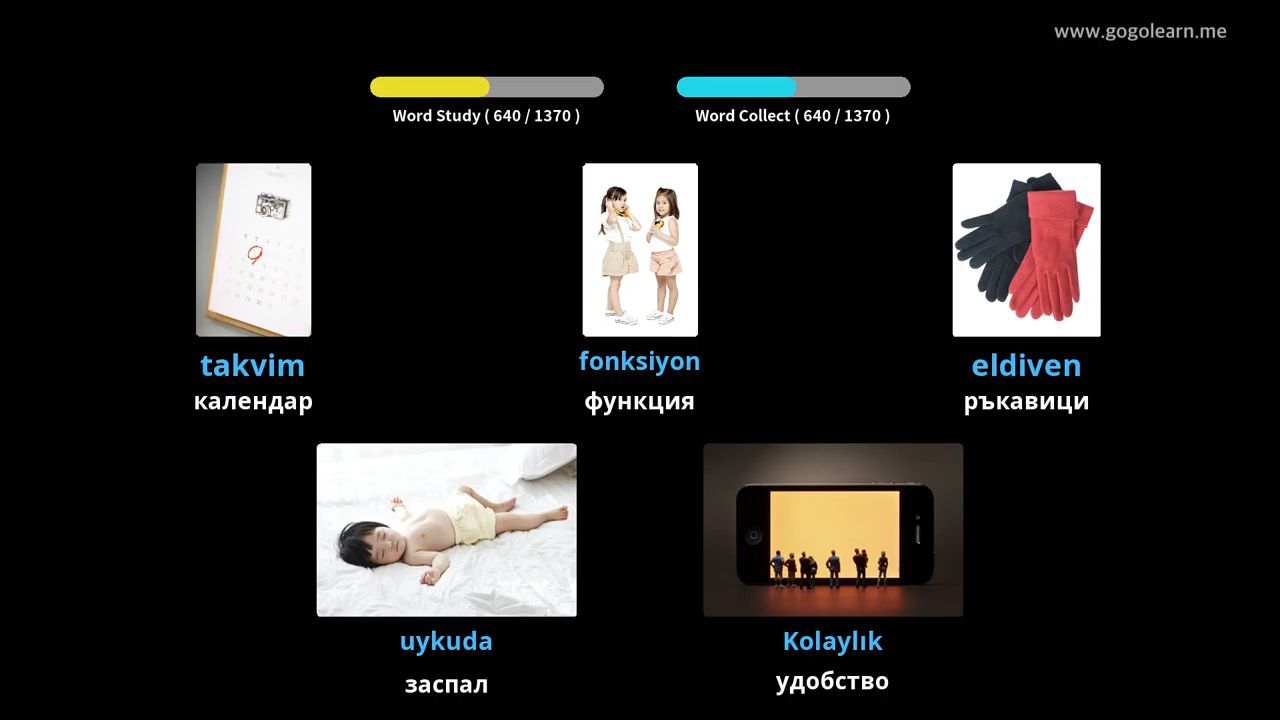 www.gogolearn.me
Word Study ( 640 / 1370 )
Word Collect ( 640 / 1370 )
takvim
календар
fonksiyon
функция
eldiven
ръкавици
uykuda
заспал
Kolaylık
удобство